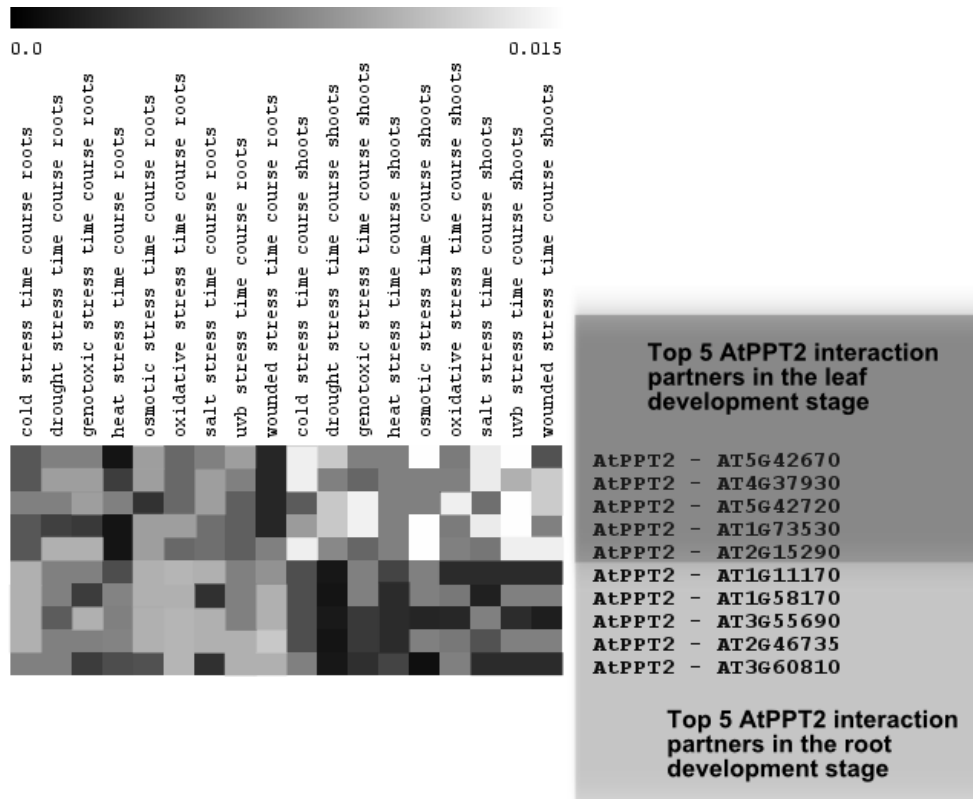 0.0
0.015
cold stress time course roots
drought stress time course roots
genotoxic stress time course roots
heat stress time course roots
osmotic stress time course roots
oxidative stress time course roots
salt stress time course roots
uvb stress time course roots
wounded stress time course roots
cold stress time course shoots
drought stress time course shoots
genotoxic stress time course shoots
heat stress time course shoots
osmotic stress time course shoots
oxidative stress time course shoots
salt stress time course shoots
uvb stress time course shoots
wounded stress time course shoots
Top 5 AtPPT2 interaction
partners in the leaf
development stage
AtPPT2 - AT5G42670
AtPPT2 - AT4G37930
AtPPT2 - AT5G42720
AtPPT2 - AT1G73530
AtPPT2 - AT2G15290
AtPPT2 - AT1G11170
AtPPT2 - AT1G58170
AtPPT2 - AT3G55690
AtPPT2 - AT2G46735
AtPPT2 - AT3G60810
Top 5 AtPPT2 interaction
partners in the root
development stage